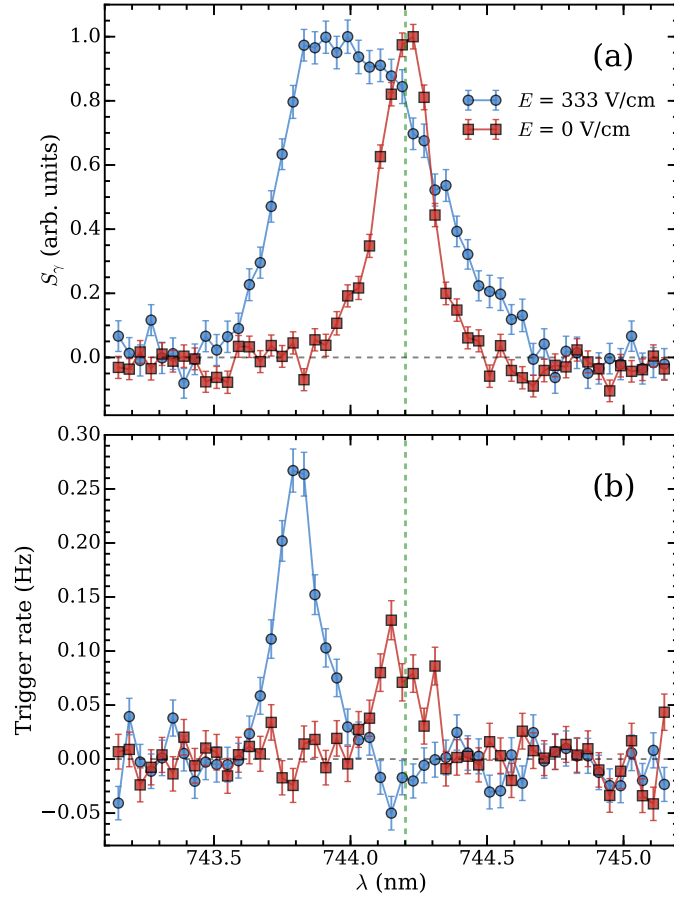 (a)
E = 333 V/cm
E = 0 V/cm
S_γ (arb. units)
1.0
0.8
0.6
0.4
0.2
0.0
(b)
Trigger rate (Hz)
0.30
0.25
0.20
0.15
0.10
0.05
0.00
−0.05
743.5
744.0
744.5
745.0
λ (nm)